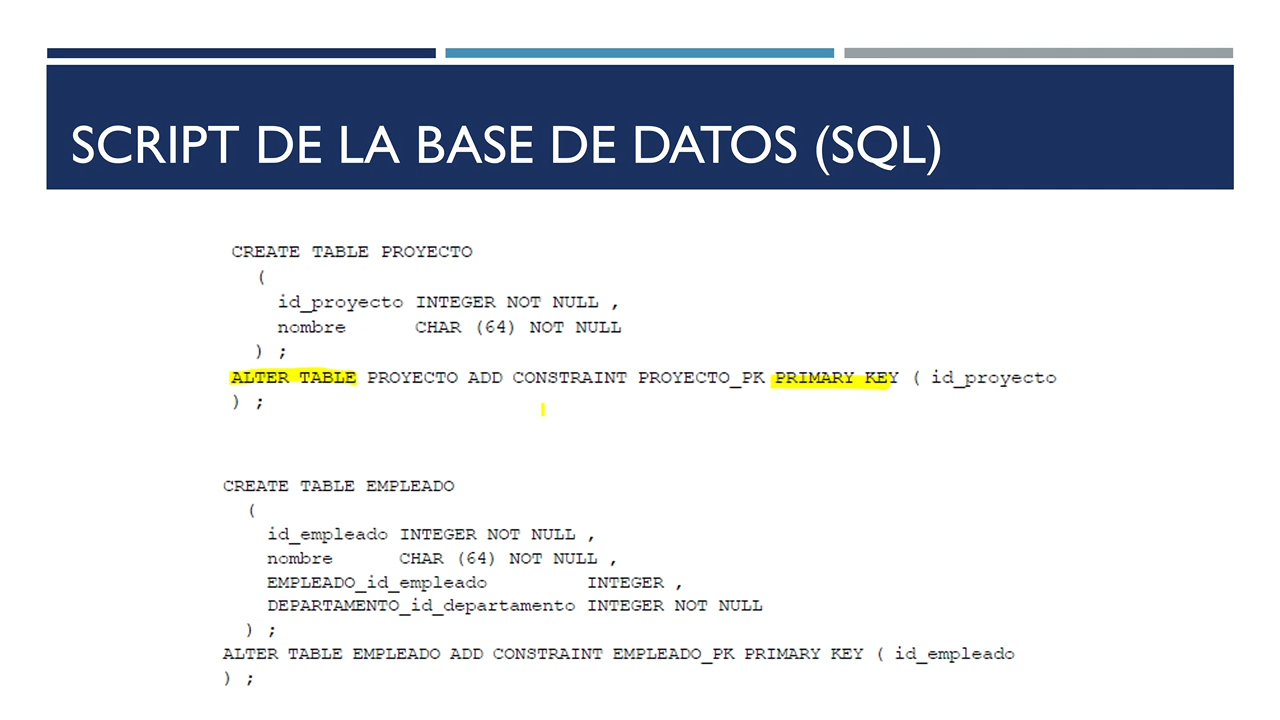 SCRIPT DE LA BASE DE DATOS (SQL)
CREATE TABLE PROYECTO
(
id_proyecto INTEGER NOT NULL ,
nombre CHAR (64) NOT NULL
) ;
ALTER TABLE PROYECTO ADD CONSTRAINT PROYECTO_PK PRIMARY KEY ( id_proyecto
) ;
CREATE TABLE EMPLEADO
(
id_empleado INTEGER NOT NULL ,
nombre CHAR (64) NOT NULL ,
EMPLEADO_id_empleado INTEGER ,
DEPARTAMENTO_id_departamento INTEGER NOT NULL
) ;
ALTER TABLE EMPLEADO ADD CONSTRAINT EMPLEADO_PK PRIMARY KEY ( id_empleado
) ;